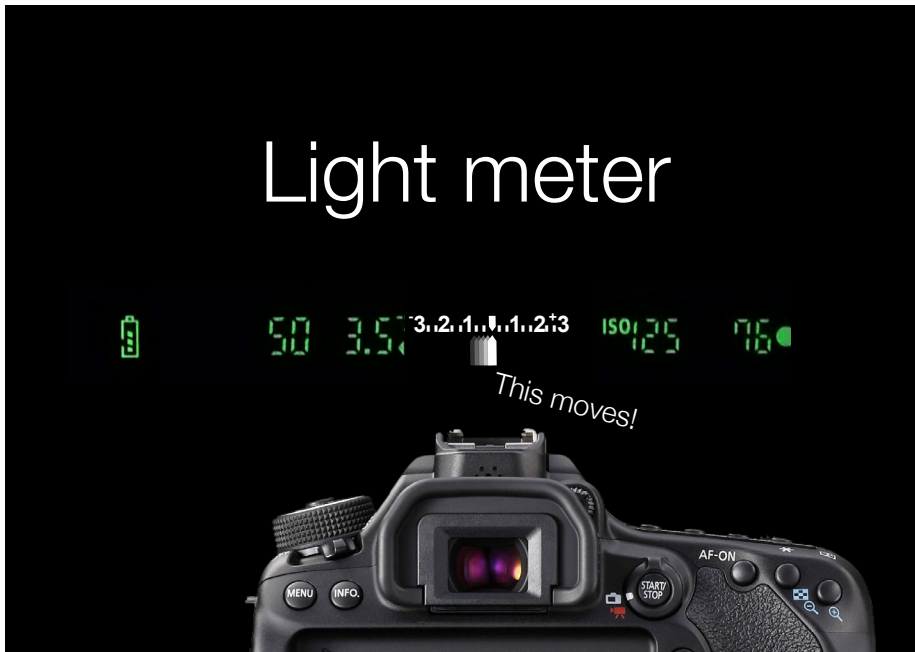 Light meter
50 3.5 -3..2..1..▮..1..2..+3 ISO 125 76
This moves!
AF-ON
MENU INFO. START/
STOP